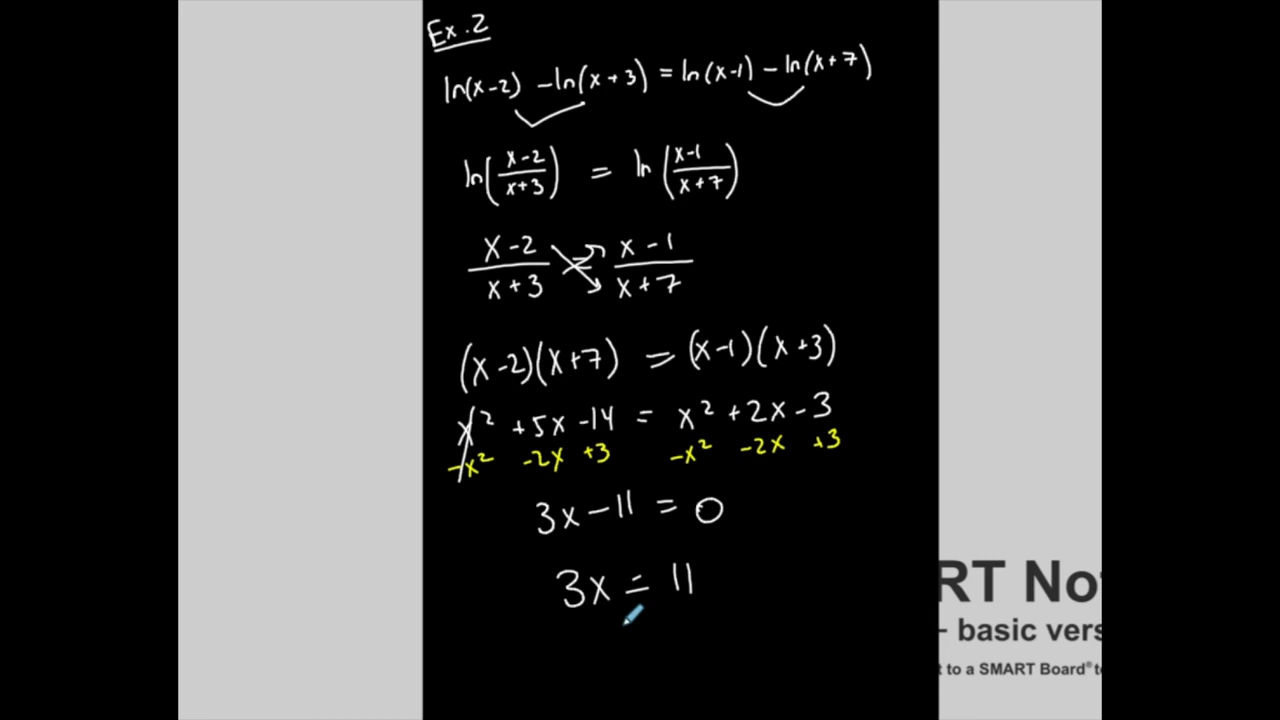 Ex.2
ln(x-2) -ln(x+3) = ln(x-1) -ln(x+7)
ln(x-2/x+3) = ln(x-1/x+7)
x-2/x+3 = x-1/x+7
(x-2)(x+7) = (x-1)(x+3)
x² +5x -14 = x² +2x -3
-x² -2x +3 -x² -2x +3
3x-11 = 0
3x = 11
RT No
- basic vers
t to a SMART Board® to